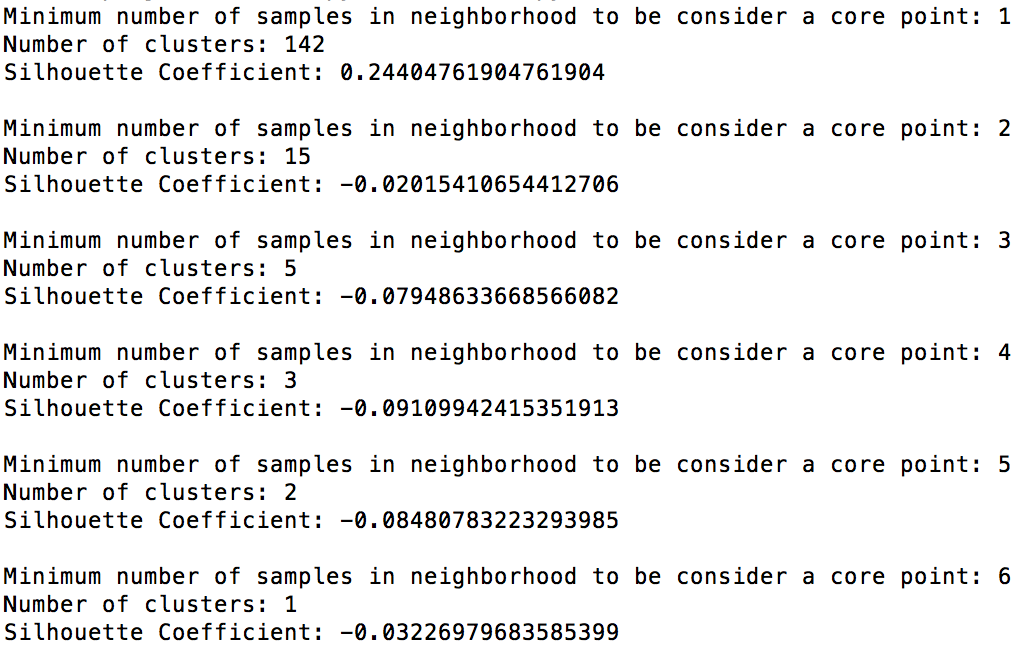 Minimum number of samples in neighborhood to be consider a core point: 1
Number of clusters: 142
Silhouette Coefficient: 0.24404761904761904
Minimum number of samples in neighborhood to be consider a core point: 2
Number of clusters: 15
Silhouette Coefficient: -0.02015410654412706
Minimum number of samples in neighborhood to be consider a core point: 3
Number of clusters: 5
Silhouette Coefficient: -0.07948633668566082
Minimum number of samples in neighborhood to be consider a core point: 4
Number of clusters: 3
Silhouette Coefficient: -0.09109942415351913
Minimum number of samples in neighborhood to be consider a core point: 5
Number of clusters: 2
Silhouette Coefficient: -0.08480783223293985
Minimum number of samples in neighborhood to be consider a core point: 6
Number of clusters: 1
Silhouette Coefficient: -0.03226979683585399